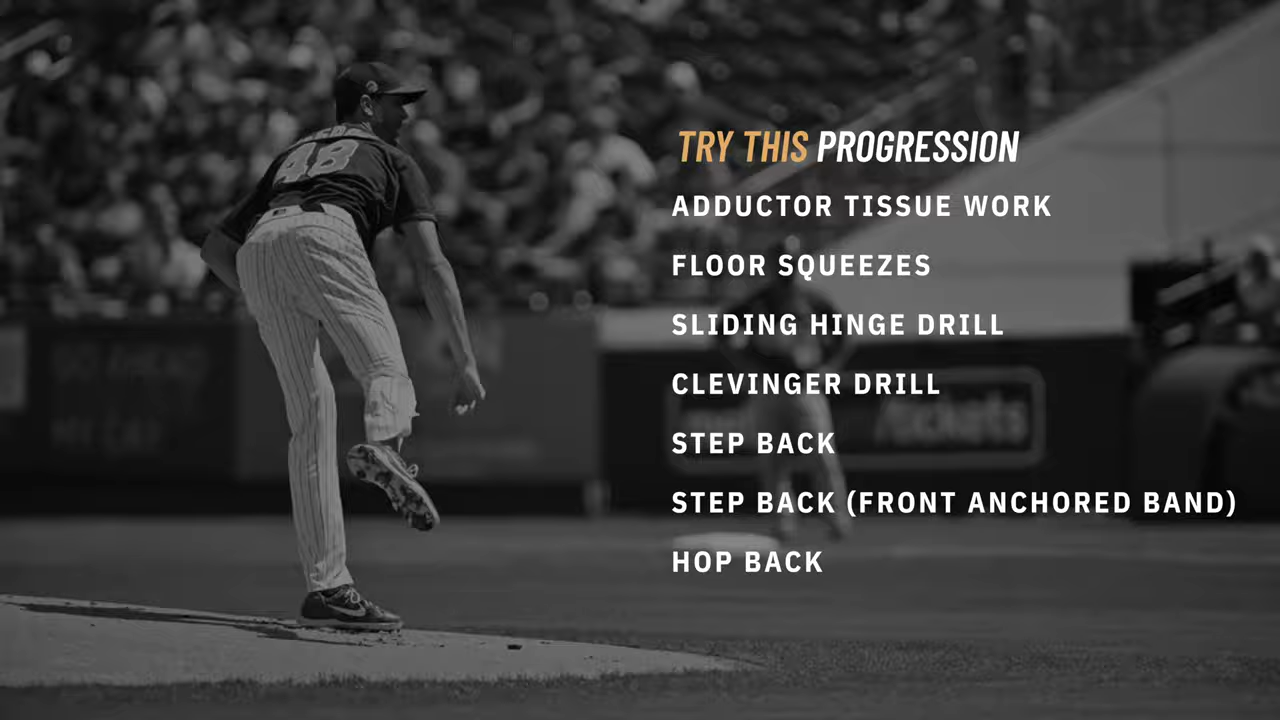 48
TRY THIS PROGRESSION
ADDUCTOR TISSUE WORK
FLOOR SQUEEZES
SLIDING HINGE DRILL
CLEVINGER DRILL
STEP BACK
STEP BACK (FRONT ANCHORED BAND)
HOP BACK